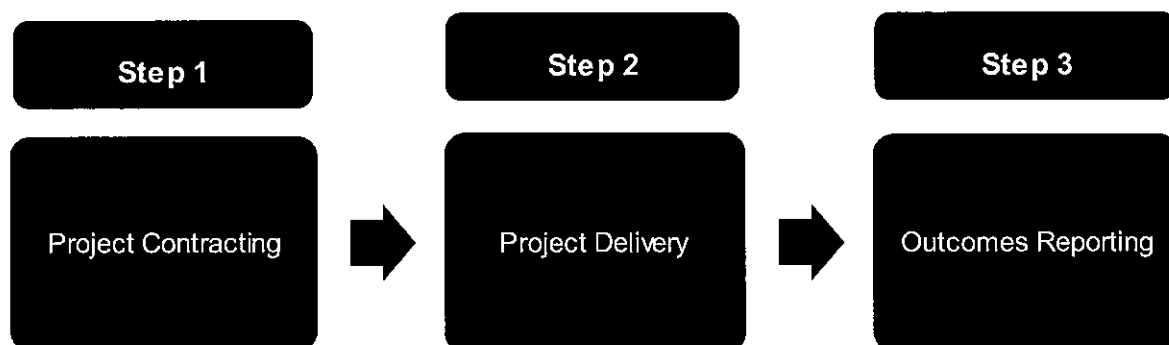 Step 1
Step 2
Step 3
Project Contracting
Project Delivery
Outcomes Reporting